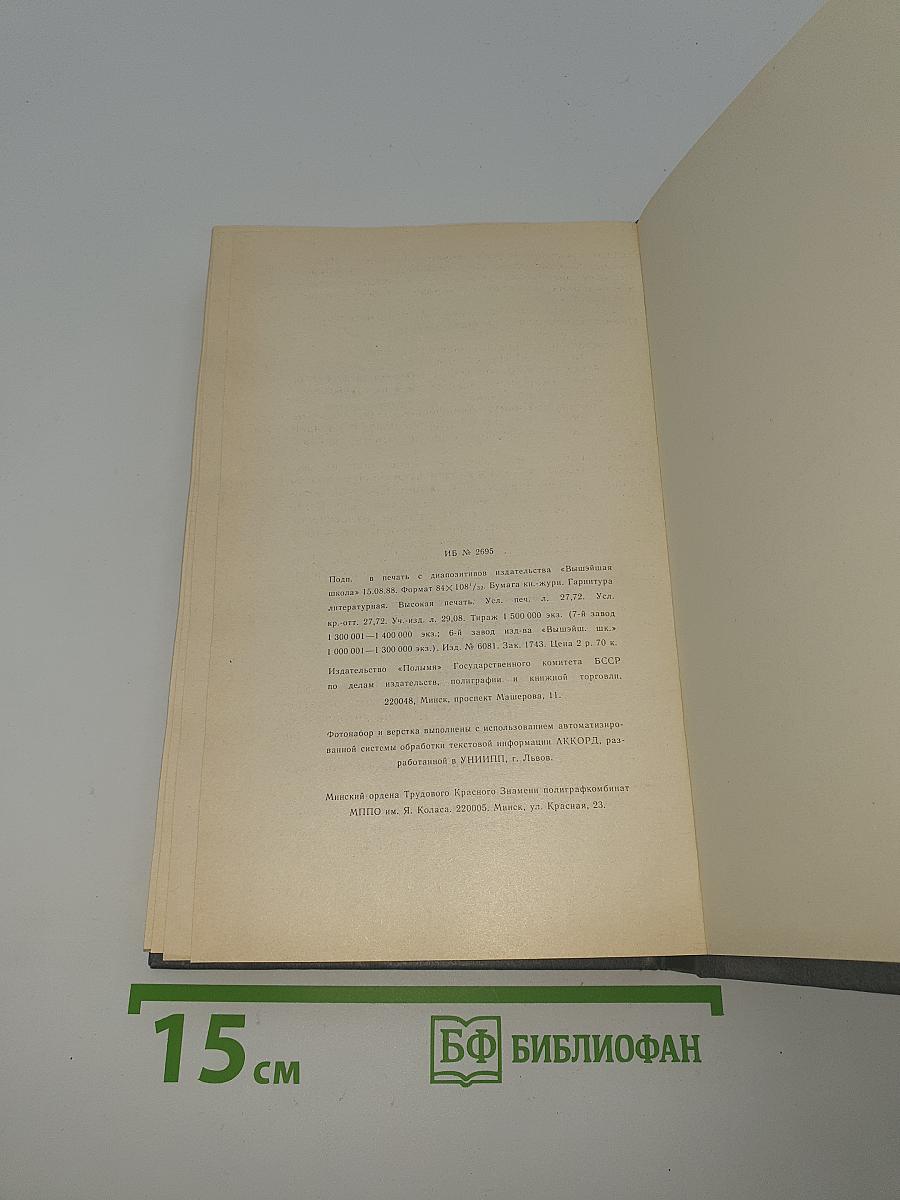 ИБ № 2695
Подп. в печать с диапозитивов издательства «Вышэйшая
школа» 15.08.88. Формат 84×108¹/₃₂. Бумага кн.-журн. Гарнитура
литературная. Высокая печать. Усл. печ. л. 27,72. Усл.
кр.-отт. 27,72. Уч.-изд. л. 29,08. Тираж 1 500 000 экз. (7-й завод
1 300 001—1 400 000 экз.; 6-й завод изд-ва «Вышэйш. шк.»
1 000 001—1 300 000 экз.). Изд. № 6081. Зак. 1743. Цена 2 р. 70 к.
Издательство «Полымя» Государственного комитета БССР
по делам издательств, полиграфии и книжной торговли,
220048, Минск, проспект Машерова, 11.
Фотонабор и верстка выполнены с использованием автоматизиро-
ванной системы обработки текстовой информации АККОРД, раз-
работанной в УНИИПП, г. Львов.
Минский ордена Трудового Красного Знамени полиграфкомбинат
МППО им. Я. Коласа. 220005. Минск, ул. Красная, 23.
15 см
БФ БИБЛИОФАН